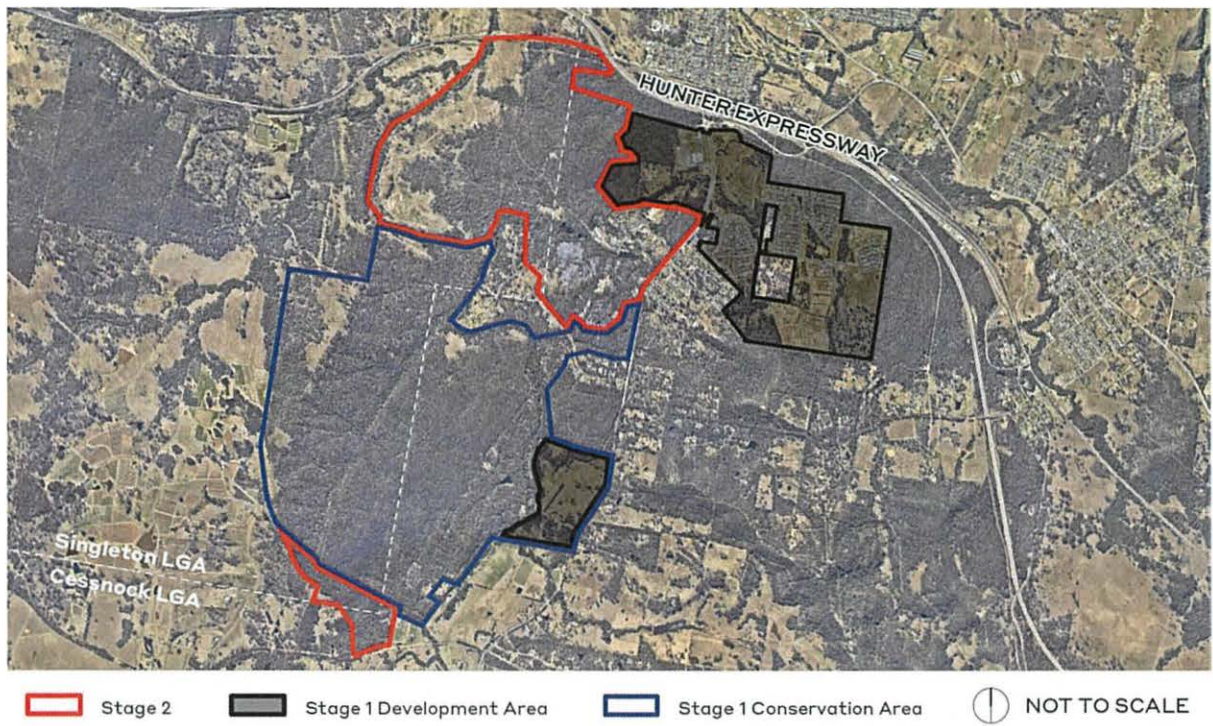 HUNTER EXPRESSWAY
Singleton LGA
Cessnock LGA
Stage 2
Stage 1 Development Area
Stage 1 Conservation Area
NOT TO SCALE